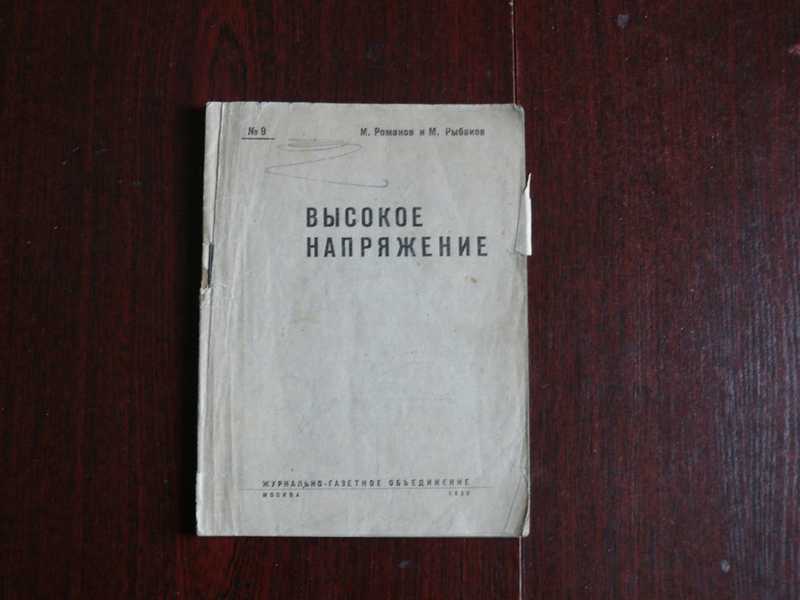 № 9
М. Романов и М. Рыбаков
ВЫСОКОЕ
НАПРЯЖЕНИЕ
ЖУРНАЛЬНО-ГАЗЕТНОЕ ОБЪЕДИНЕНИЕ
МОСКВА